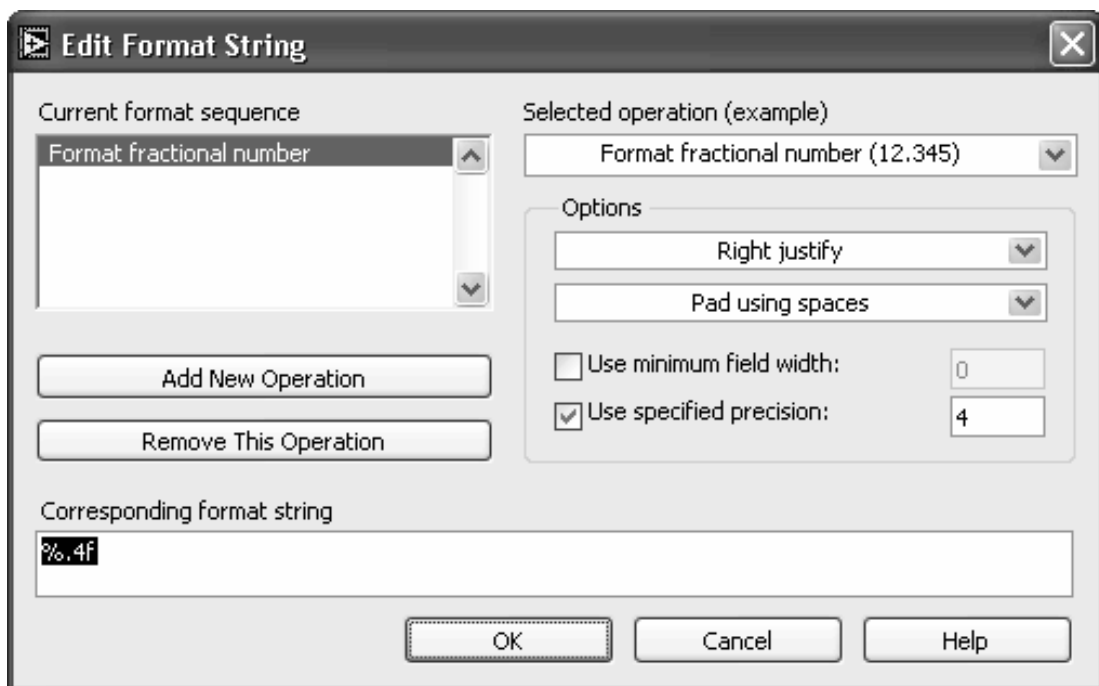 Edit Format String
Current format sequence
Format fractional number
Selected operation (example)
Format fractional number (12.345)
Options
Right justify
Pad using spaces
Use minimum field width: 0
Use specified precision: 4
Add New Operation
Remove This Operation
Corresponding format string
%.4f
OK Cancel Help